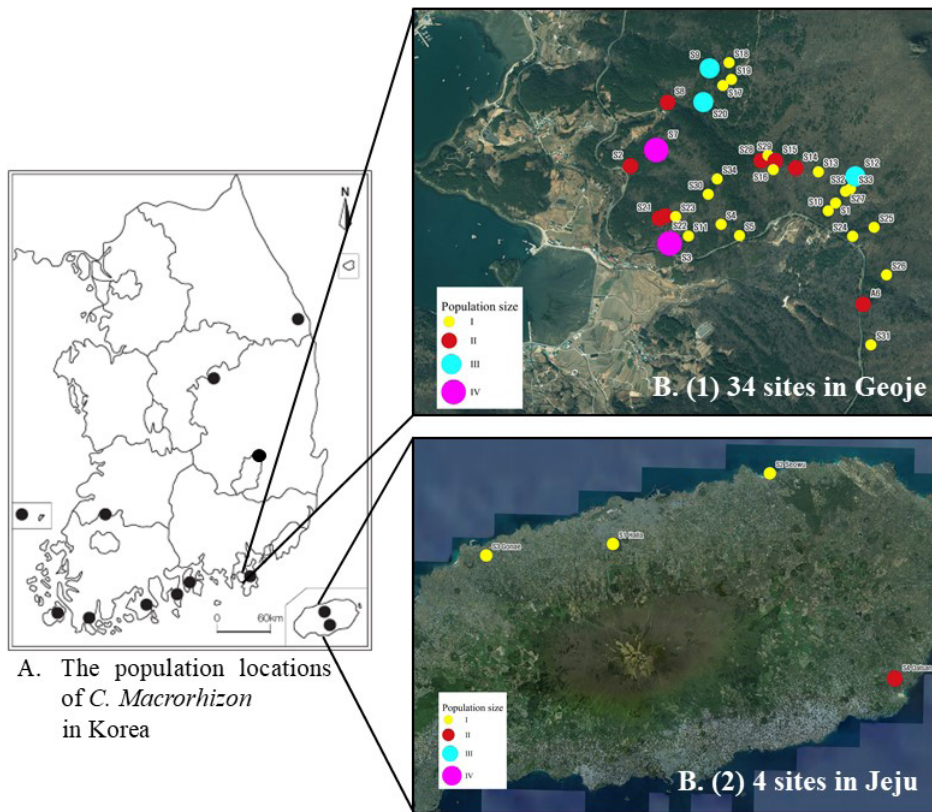 N
0 60km
A. The population locations
of C. Macrorhizon
in Korea
S18
S9
S19
S17
S20
S8
S7
S2
S29
S28
S15
S14
S16
S13
S12
S33
S32
S27
S10
S1
S34
S30
S21
S23
S22
S4
S11
S5
S3
S24
S25
S26
A6
S31
Population size
I
II
III
IV
B. (1) 34 sites in Geoje
S2 Seowu
S1 Halla
S3 Gonae
Population size
I
II
III
IV
B. (2) 4 sites in Jeju